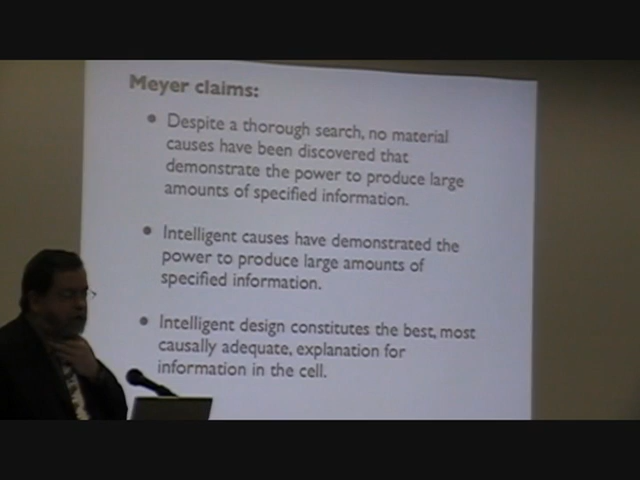 Meyer claims:
• Despite a thorough search, no material
causes have been discovered that
demonstrate the power to produce large
amounts of specified information.
• Intelligent causes have demonstrated the
power to produce large amounts of
specified information.
• Intelligent design constitutes the best, most
causally adequate, explanation for
information in the cell.